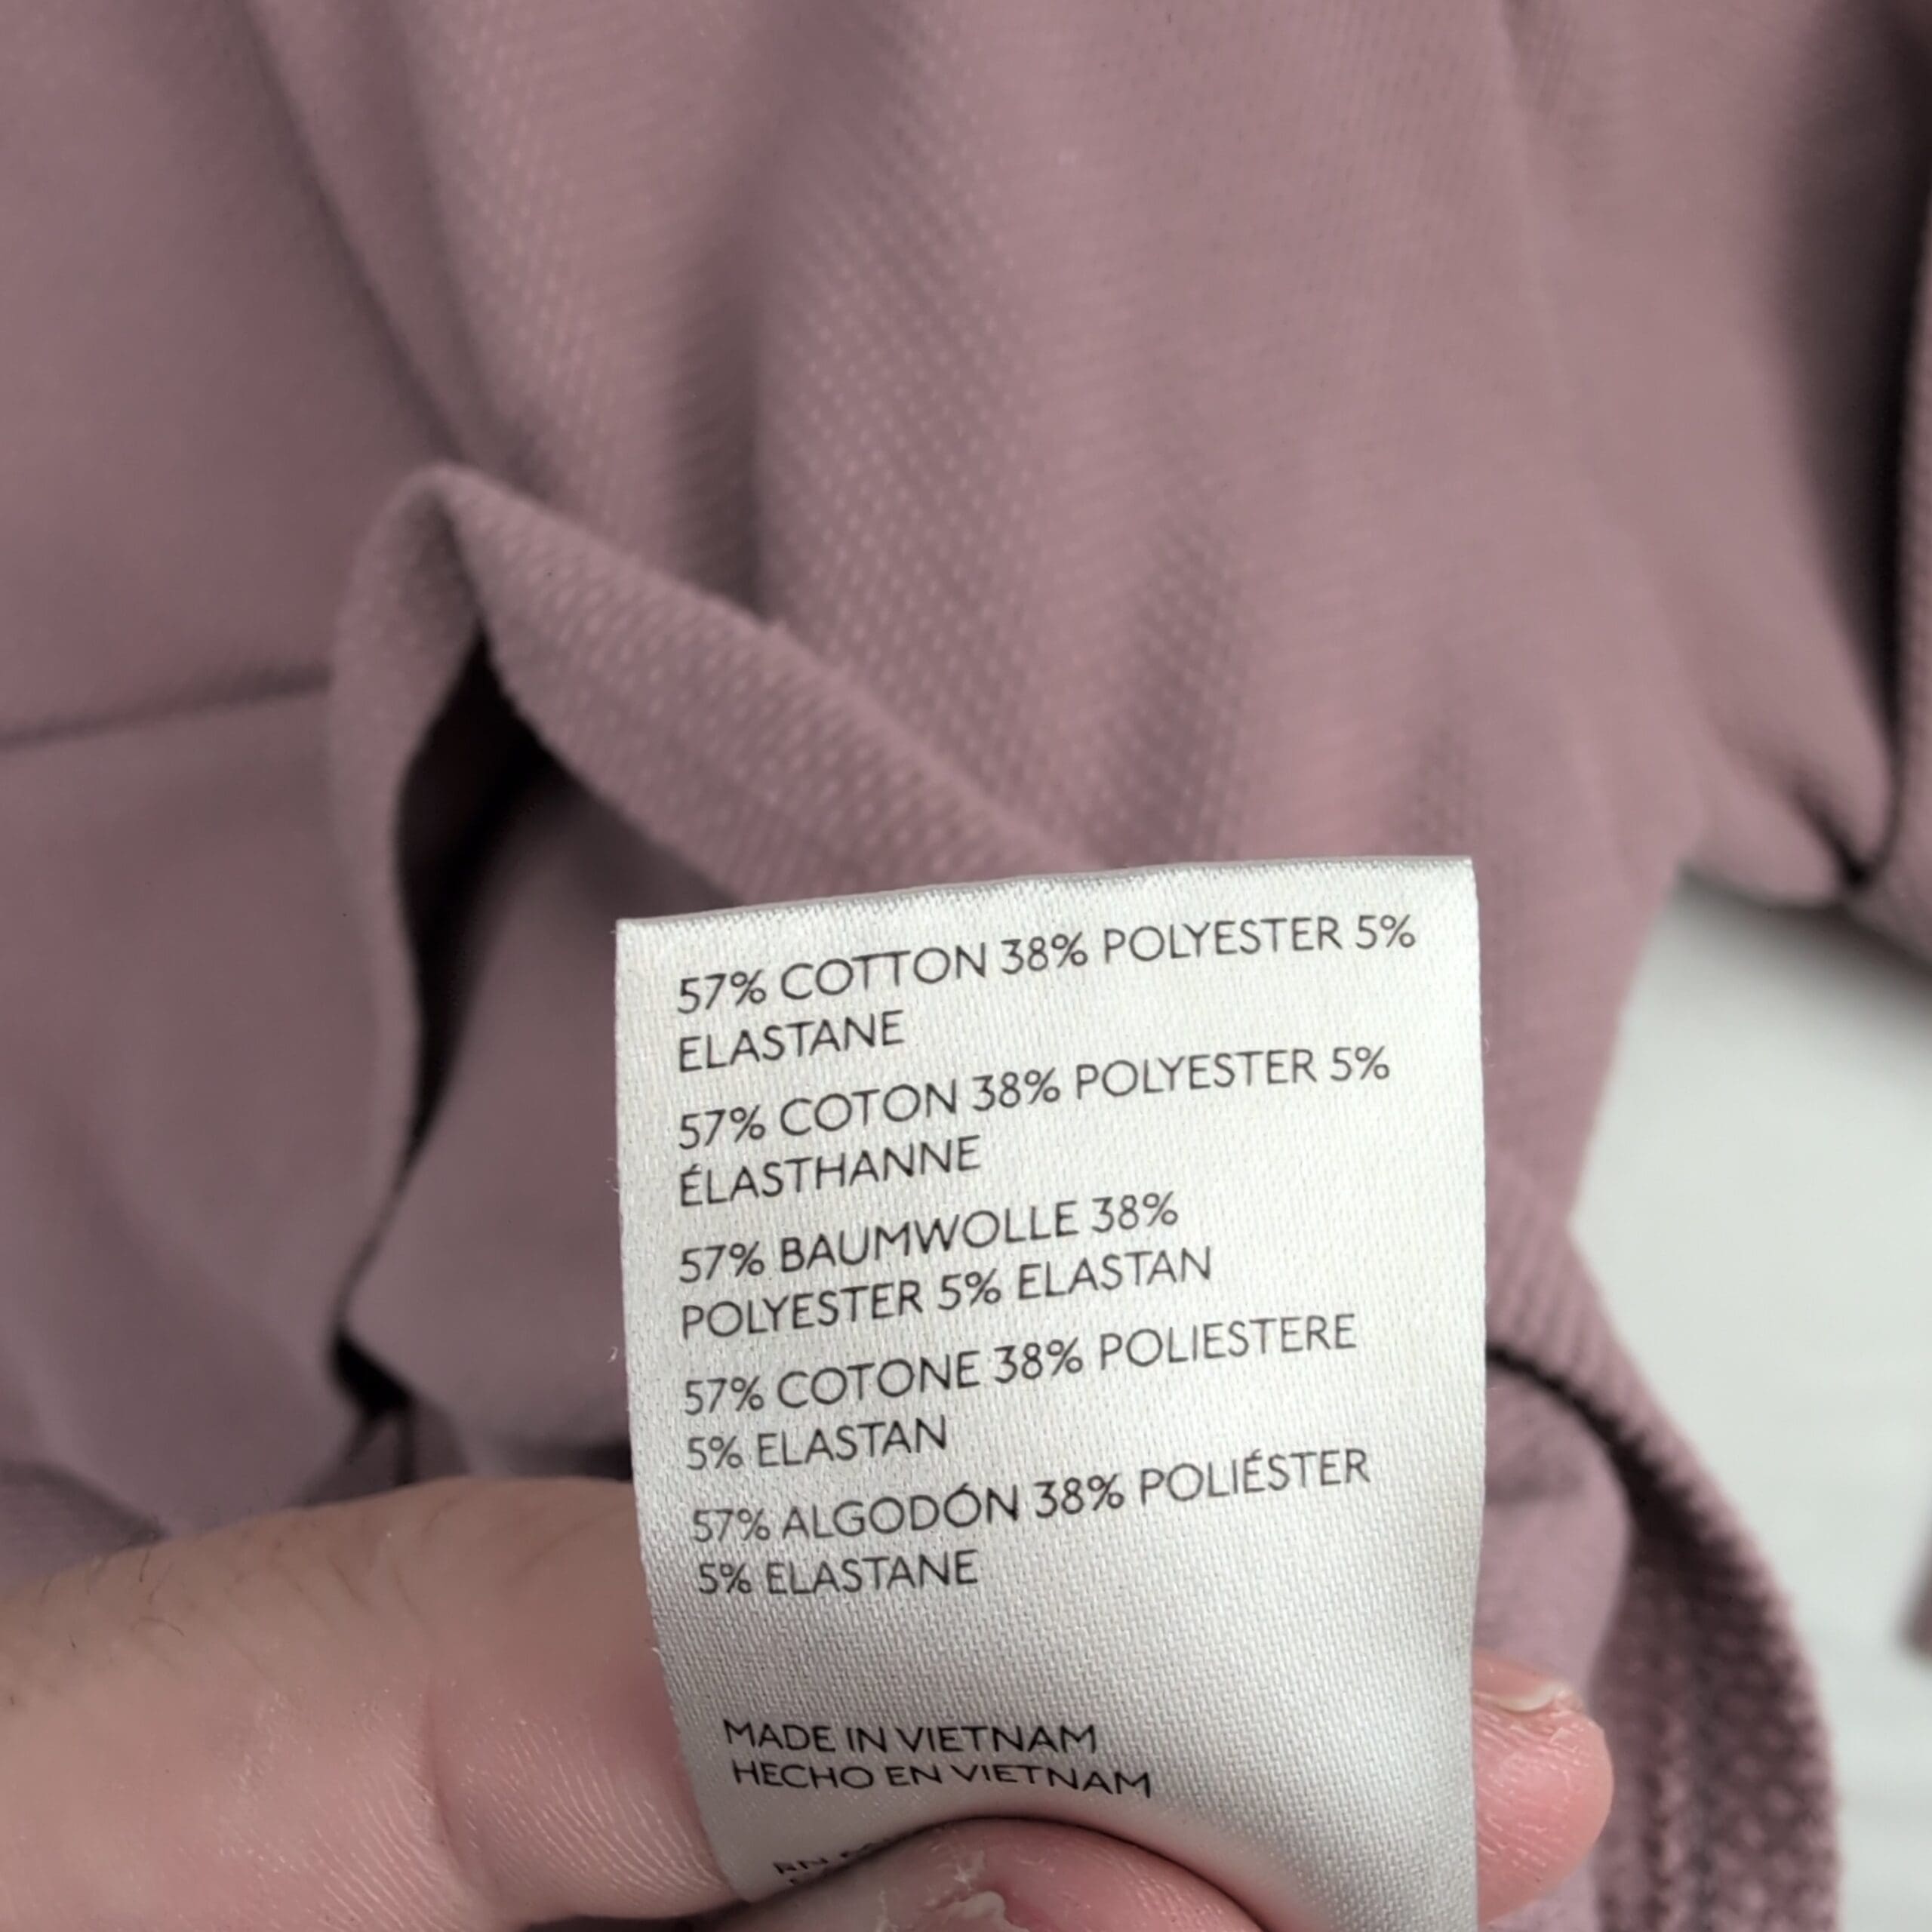 57% COTTON 38% POLYESTER 5%
ELASTANE
57% COTON 38% POLYESTER 5%
ÉLASTHANNE
57% BAUMWOLLE 38%
POLYESTER 5% ELASTAN
57% COTONE 38% POLIESTERE
5% ELASTAN
57% ALGODÓN 38% POLIÉSTER
5% ELASTANE
MADE IN VIETNAM
HECHO EN VIETNAM
RN